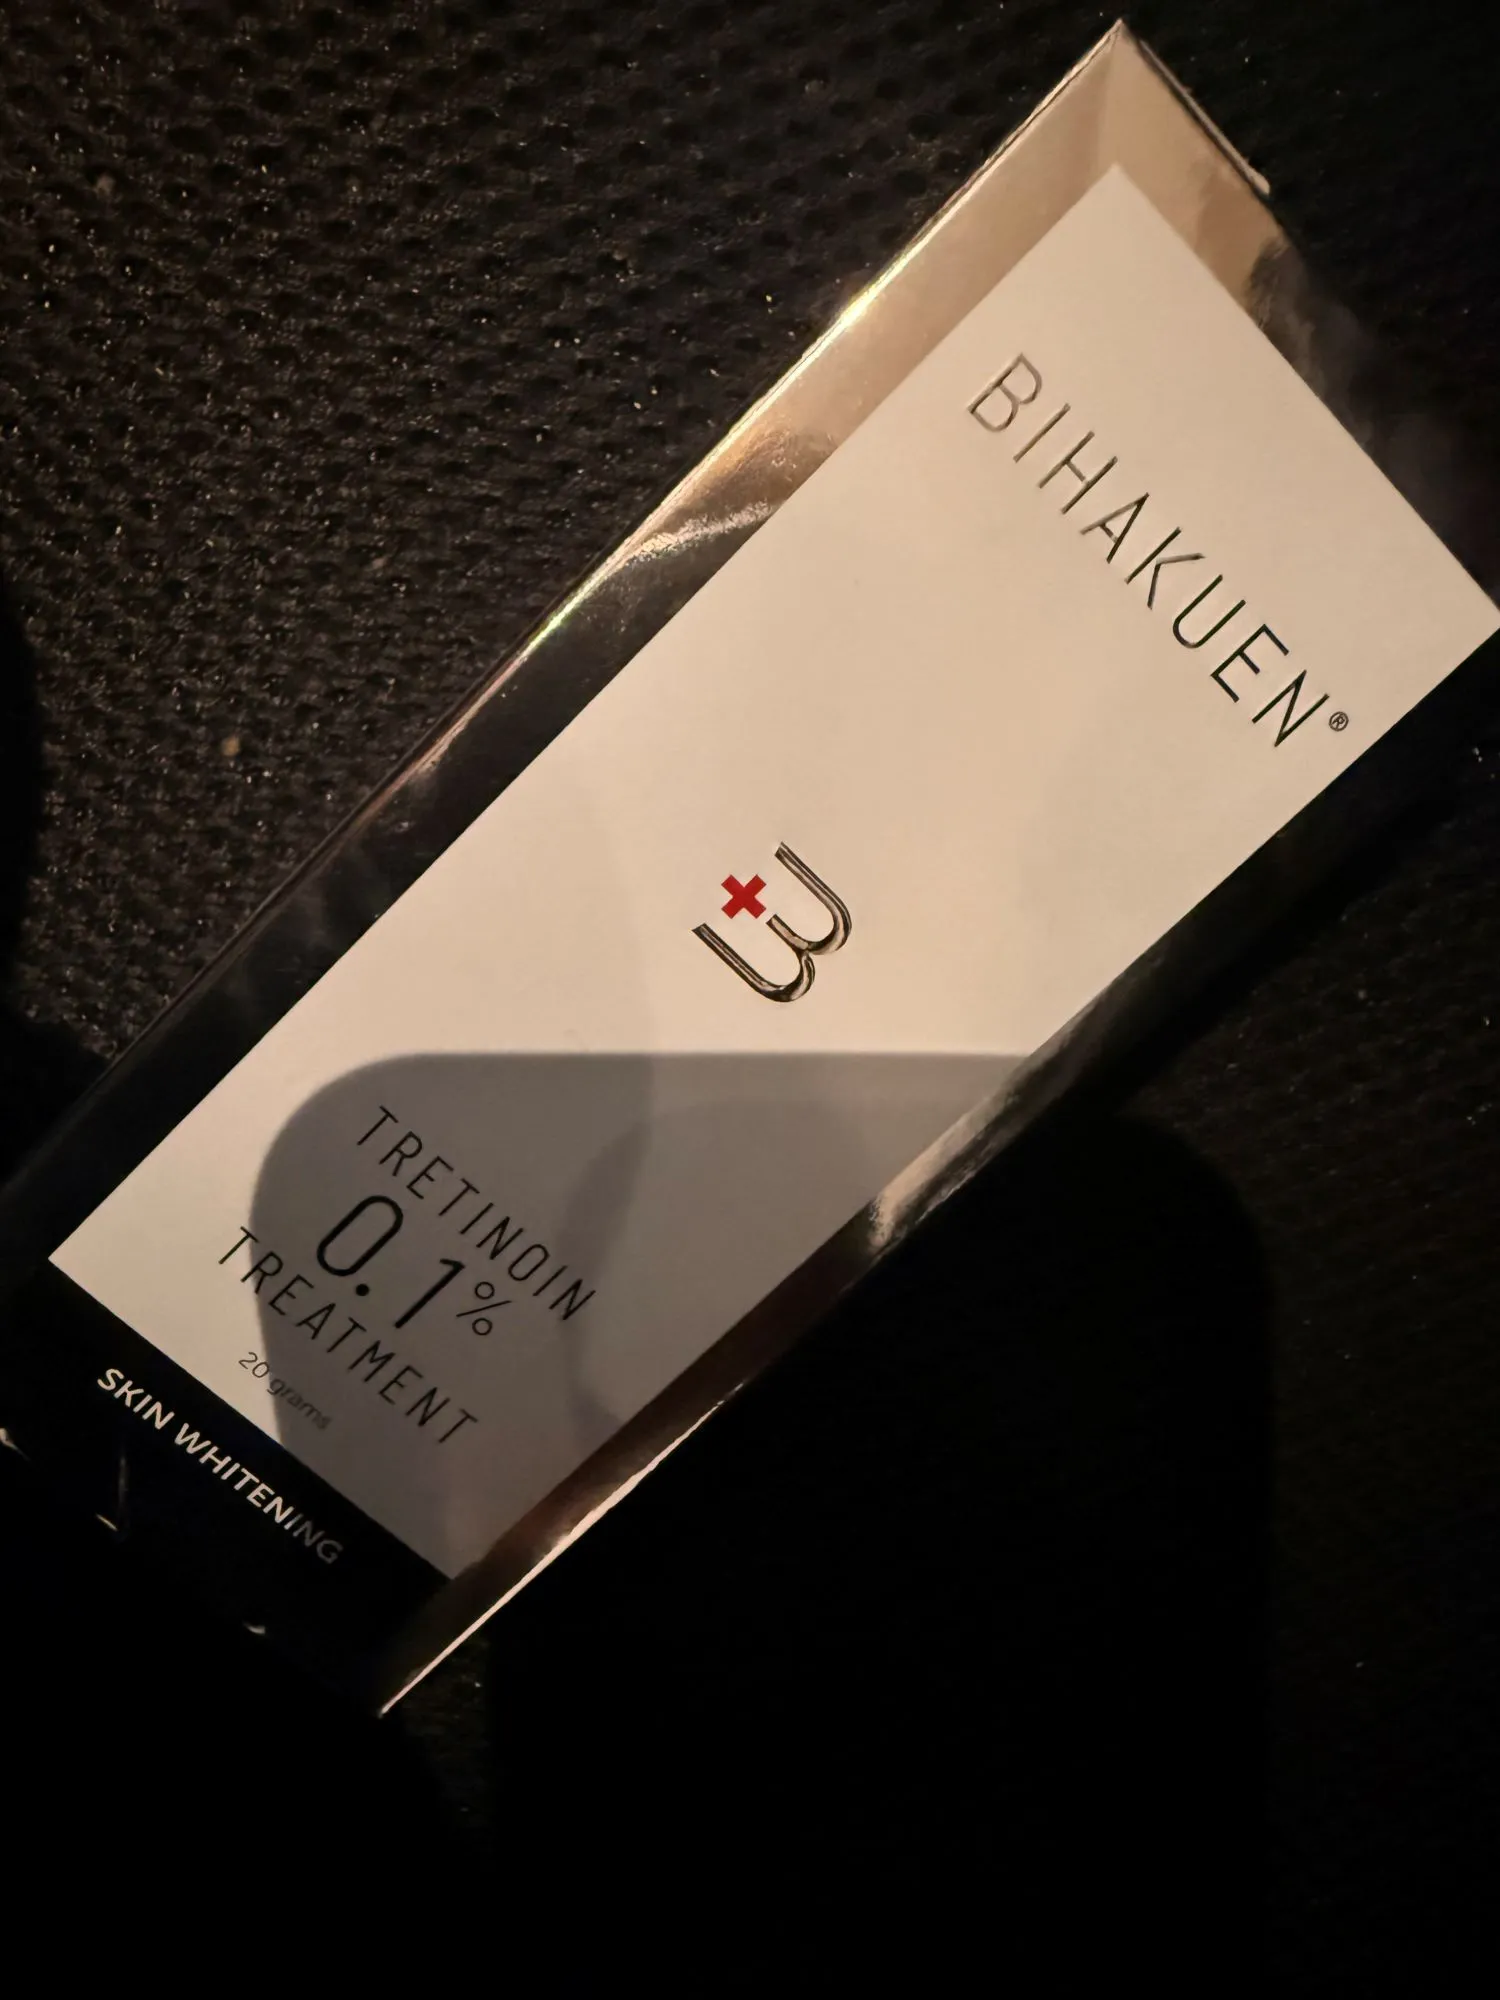 BIHAKUEN®
TRETINOIN
0.1%
TREATMENT
20 grams
SKIN WHITENING